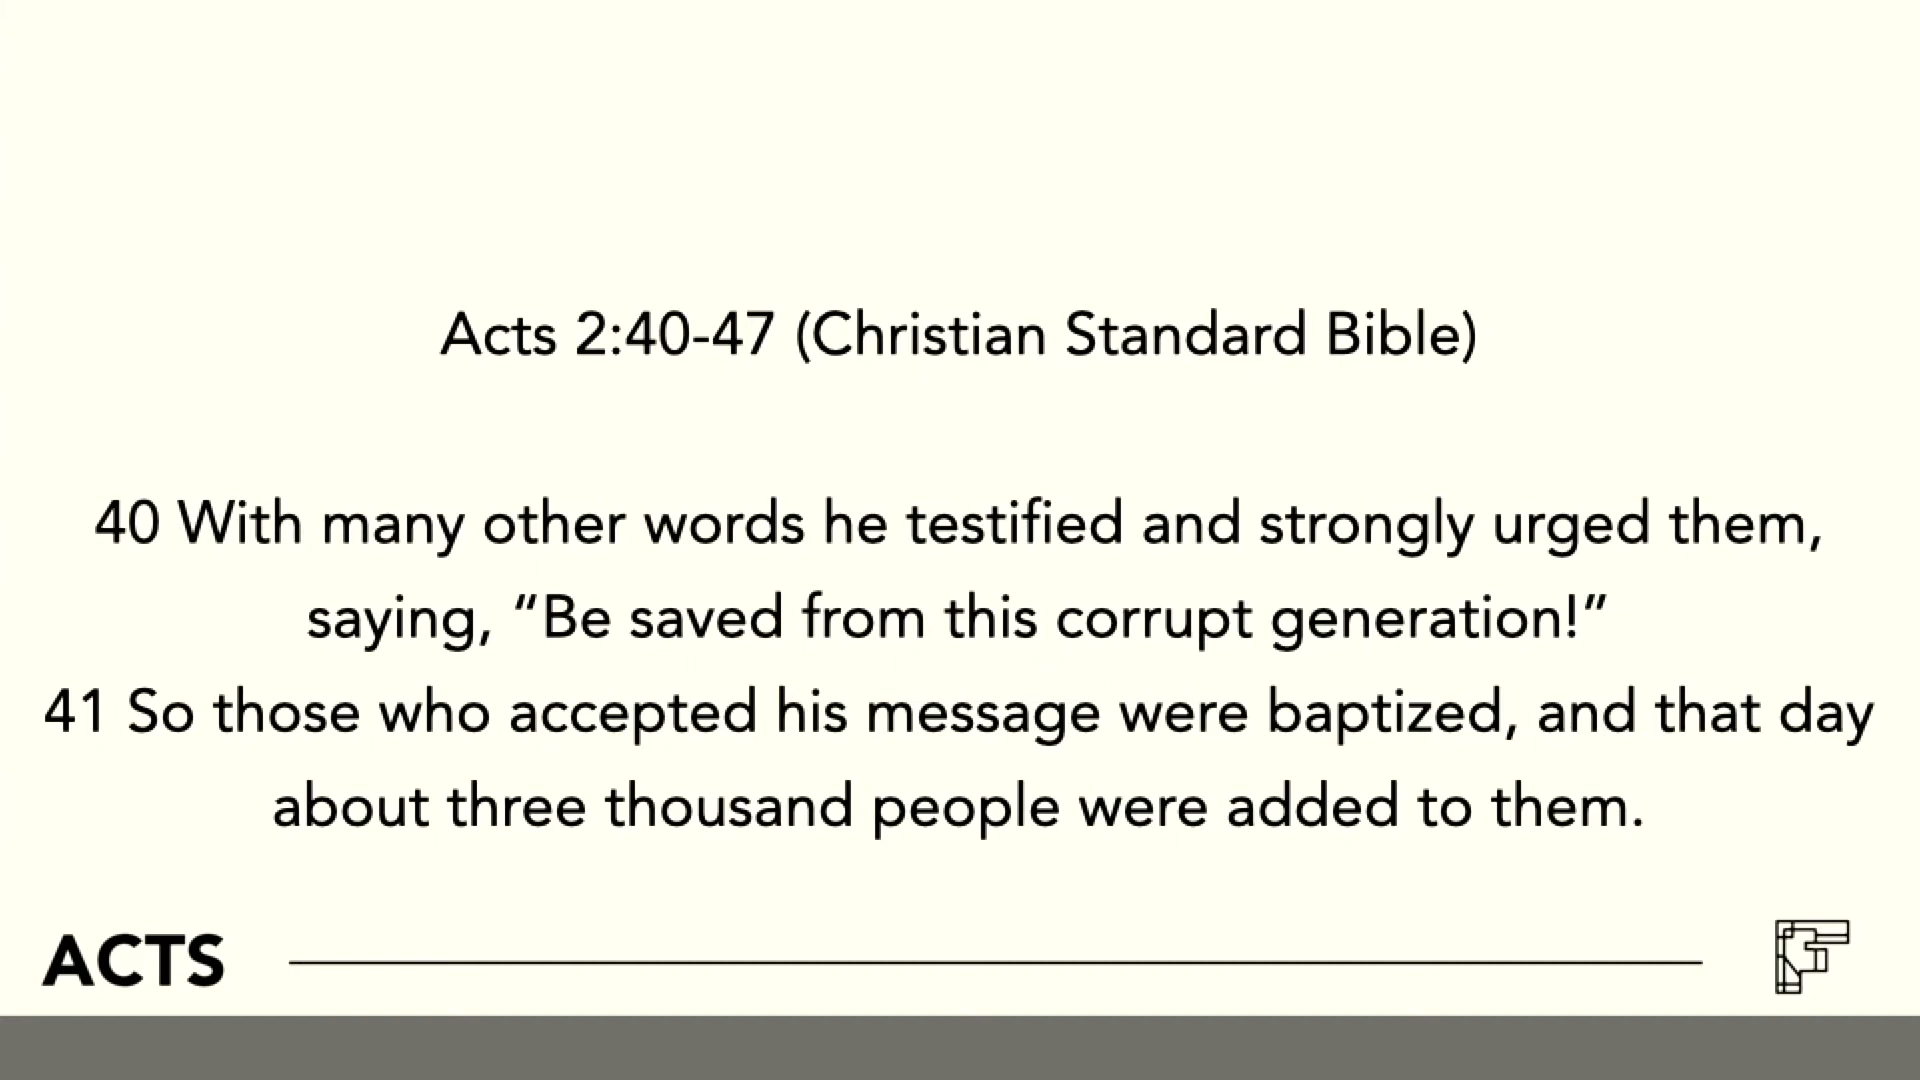 Acts 2:40-47 (Christian Standard Bible)
40 With many other words he testified and strongly urged them,
saying, “Be saved from this corrupt generation!”
41 So those who accepted his message were baptized, and that day
about three thousand people were added to them.
ACTS